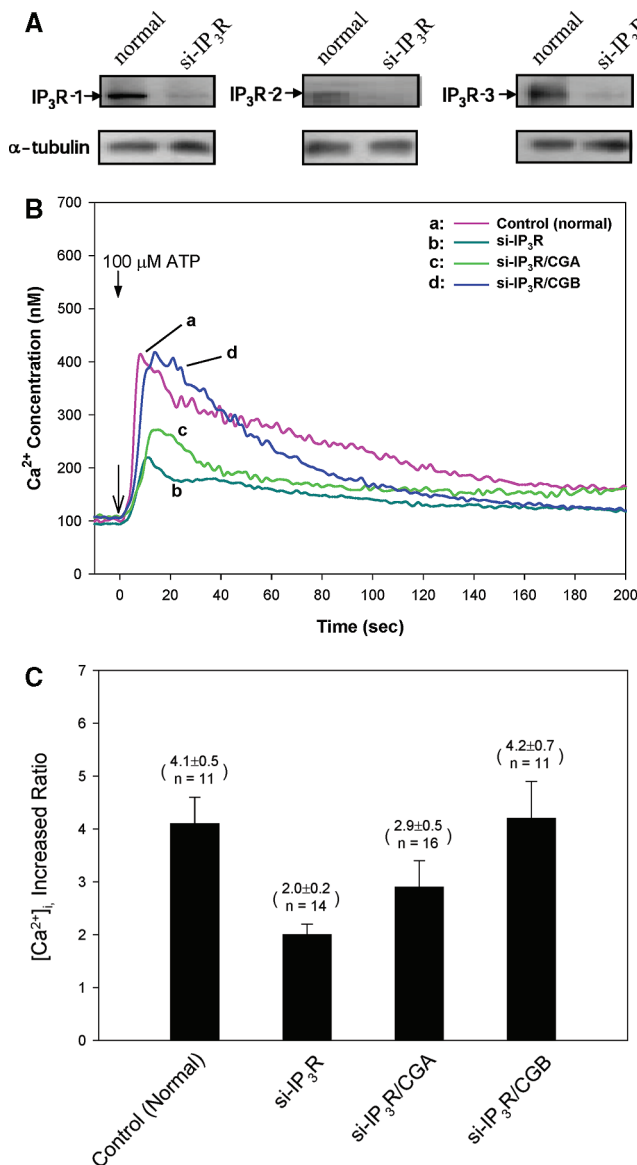 A
normal
si-IP₃R
normal
si-IP₃R
normal
si-IP₃R
IP₃R-1
IP₃R-2
IP₃R-3
α-tubulin
B
700
600
500
400
300
200
100
0
Ca²⁺ Concentration (nM)
100 μM ATP
a: Control (normal)
b: si-IP₃R
c: si-IP₃R/CGA
d: si-IP₃R/CGB
a
d
c
b
0 20 40 60 80 100 120 140 160 180 200
Time (sec)
C
7
6
5
4
3
2
1
0
[Ca²⁺]i, Increased Ratio
(4.1±0.5
n = 11)
(2.0±0.2
n = 14)
(2.9±0.5
n = 16)
(4.2±0.7
n = 11)
Control (Normal)
si-IP₃R
si-IP₃R/CGA
si-IP₃R/CGB